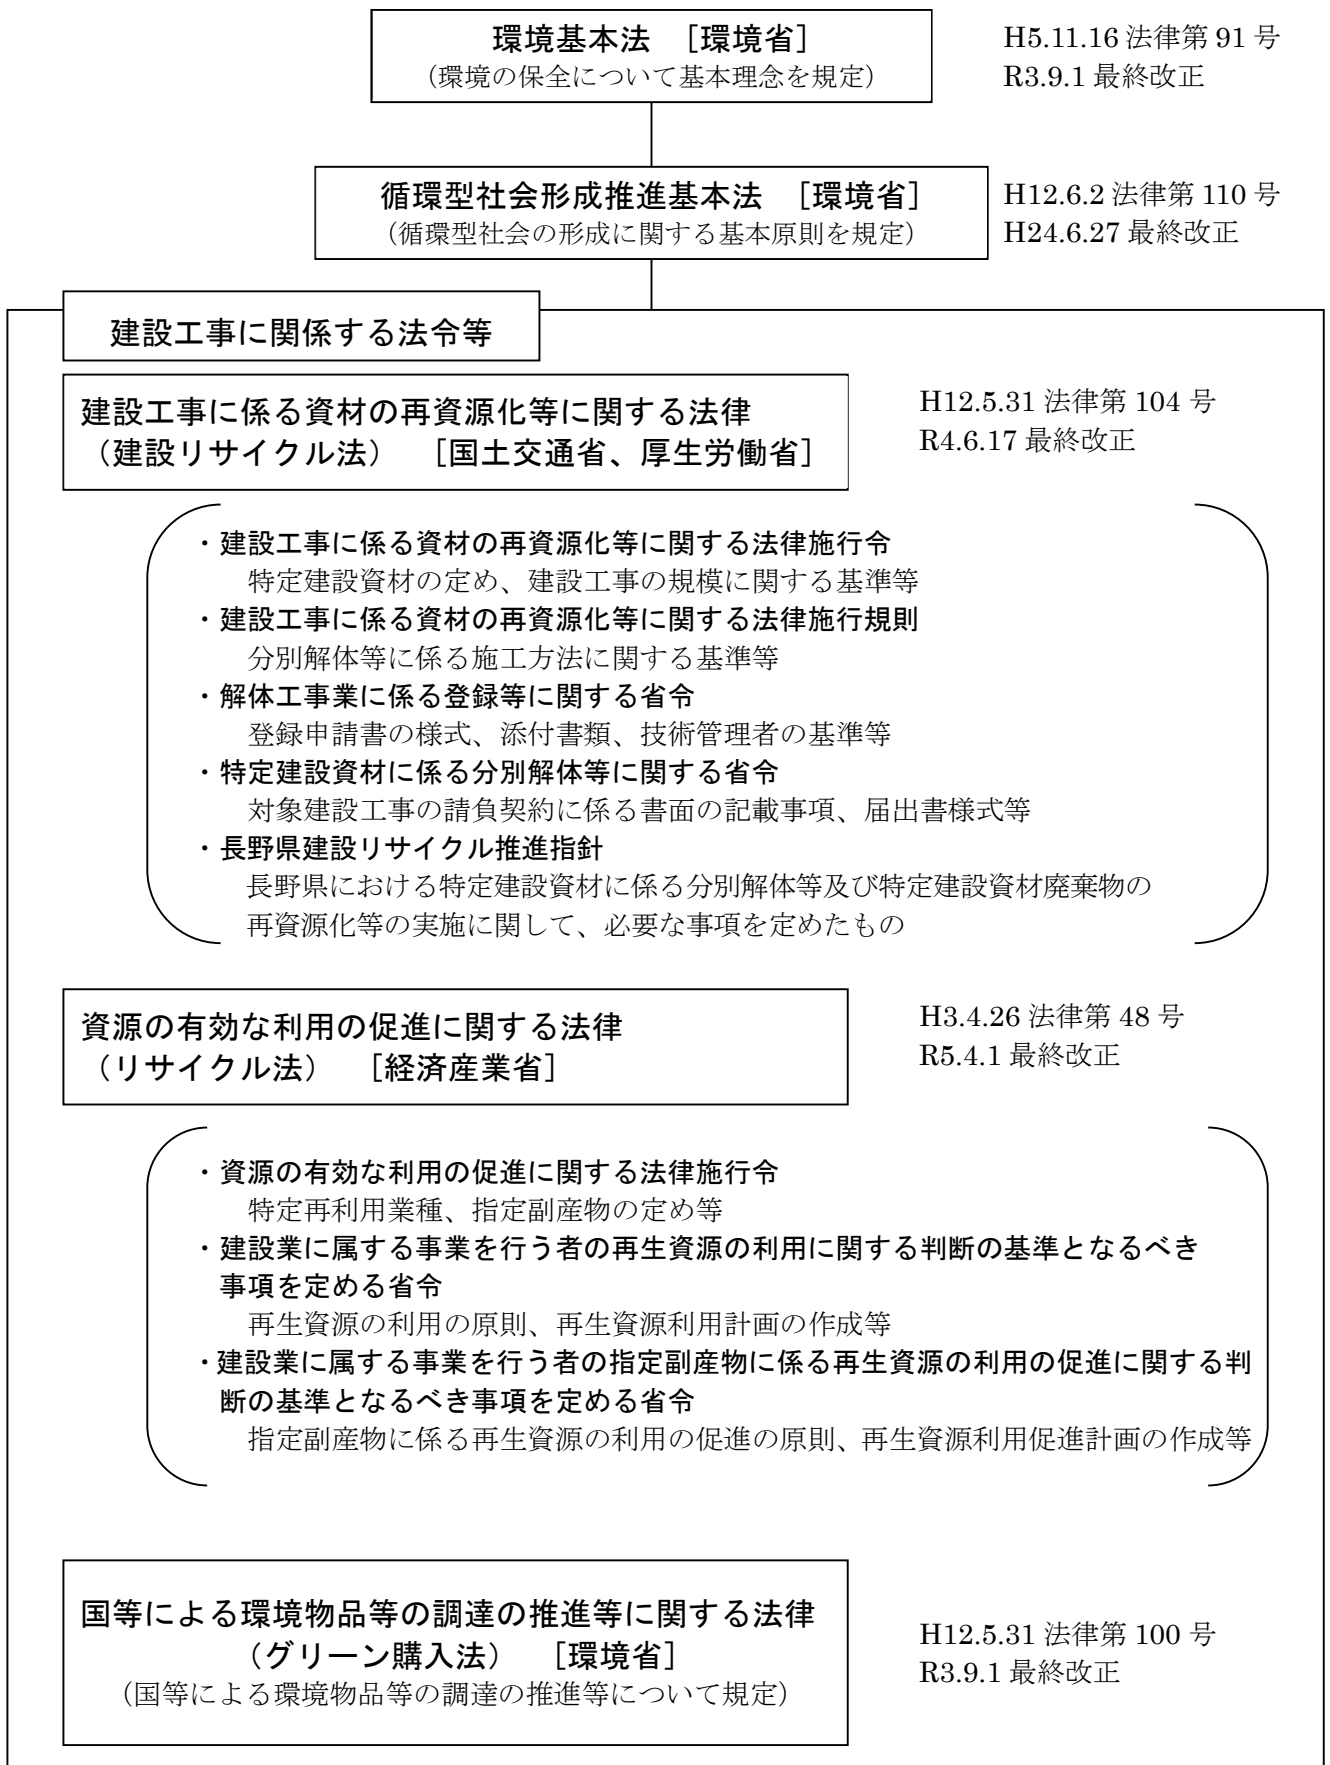 環境基本法　［環境省］
（環境の保全について基本理念を規定）
H5.11.16 法律第 91 号
R3.9.1 最終改正
循環型社会形成推進基本法　［環境省］
（循環型社会の形成に関する基本原則を規定）
H12.6.2 法律第 110 号
H24.6.27 最終改正
建設工事に関係する法令等
建設工事に係る資材の再資源化等に関する法律
（建設リサイクル法）　［国土交通省、厚生労働省］
H12.5.31 法律第 104 号
R4.6.17 最終改正
・建設工事に係る資材の再資源化等に関する法律施行令
特定建設資材の定め、建設工事の規模に関する基準等
・建設工事に係る資材の再資源化等に関する法律施行規則
分別解体等に係る施工方法に関する基準等
・解体工事業に係る登録等に関する省令
登録申請書の様式、添付書類、技術管理者の基準等
・特定建設資材に係る分別解体等に関する省令
対象建設工事の請負契約に係る書面の記載事項、届出書様式等
・長野県建設リサイクル推進指針
長野県における特定建設資材に係る分別解体等及び特定建設資材廃棄物の
再資源化等の実施に関して、必要な事項を定めたもの
資源の有効な利用の促進に関する法律
（リサイクル法）　［経済産業省］
H3.4.26 法律第 48 号
R5.4.1 最終改正
・資源の有効な利用の促進に関する法律施行令
特定再利用業種、指定副産物の定め等
・建設業に属する事業を行う者の再生資源の利用に関する判断の基準となるべき
事項を定める省令
再生資源の利用の原則、再生資源利用計画の作成等
・建設業に属する事業を行う者の指定副産物に係る再生資源の利用の促進に関する判
断の基準となるべき事項を定める省令
指定副産物に係る再生資源の利用の促進の原則、再生資源利用促進計画の作成等
国等による環境物品等の調達の推進等に関する法律
（グリーン購入法）　［環境省］
（国等による環境物品等の調達の推進等について規定）
H12.5.31 法律第 100 号
R3.9.1 最終改正